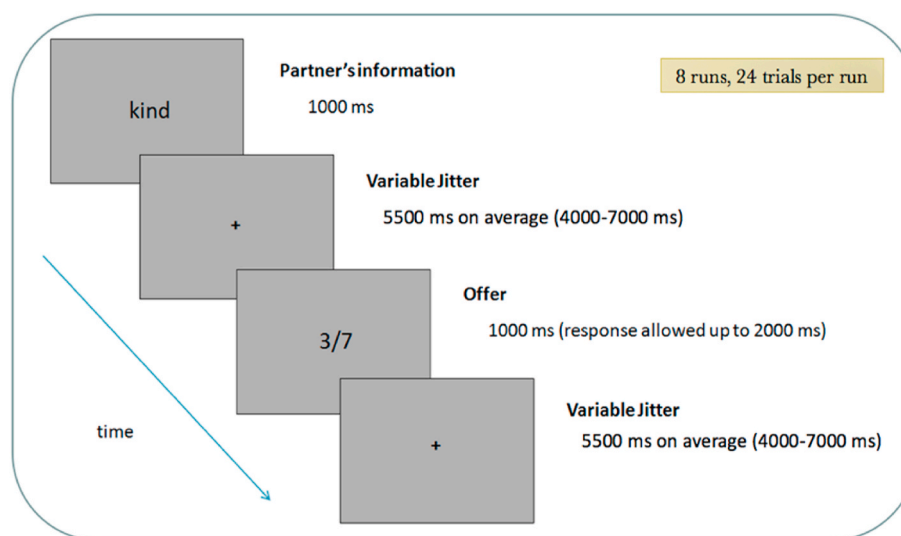 kind
Partner's information
1000 ms
8 runs, 24 trials per run
+
Variable Jitter
5500 ms on average (4000-7000 ms)
3/7
Offer
1000 ms (response allowed up to 2000 ms)
+
Variable Jitter
5500 ms on average (4000-7000 ms)
time